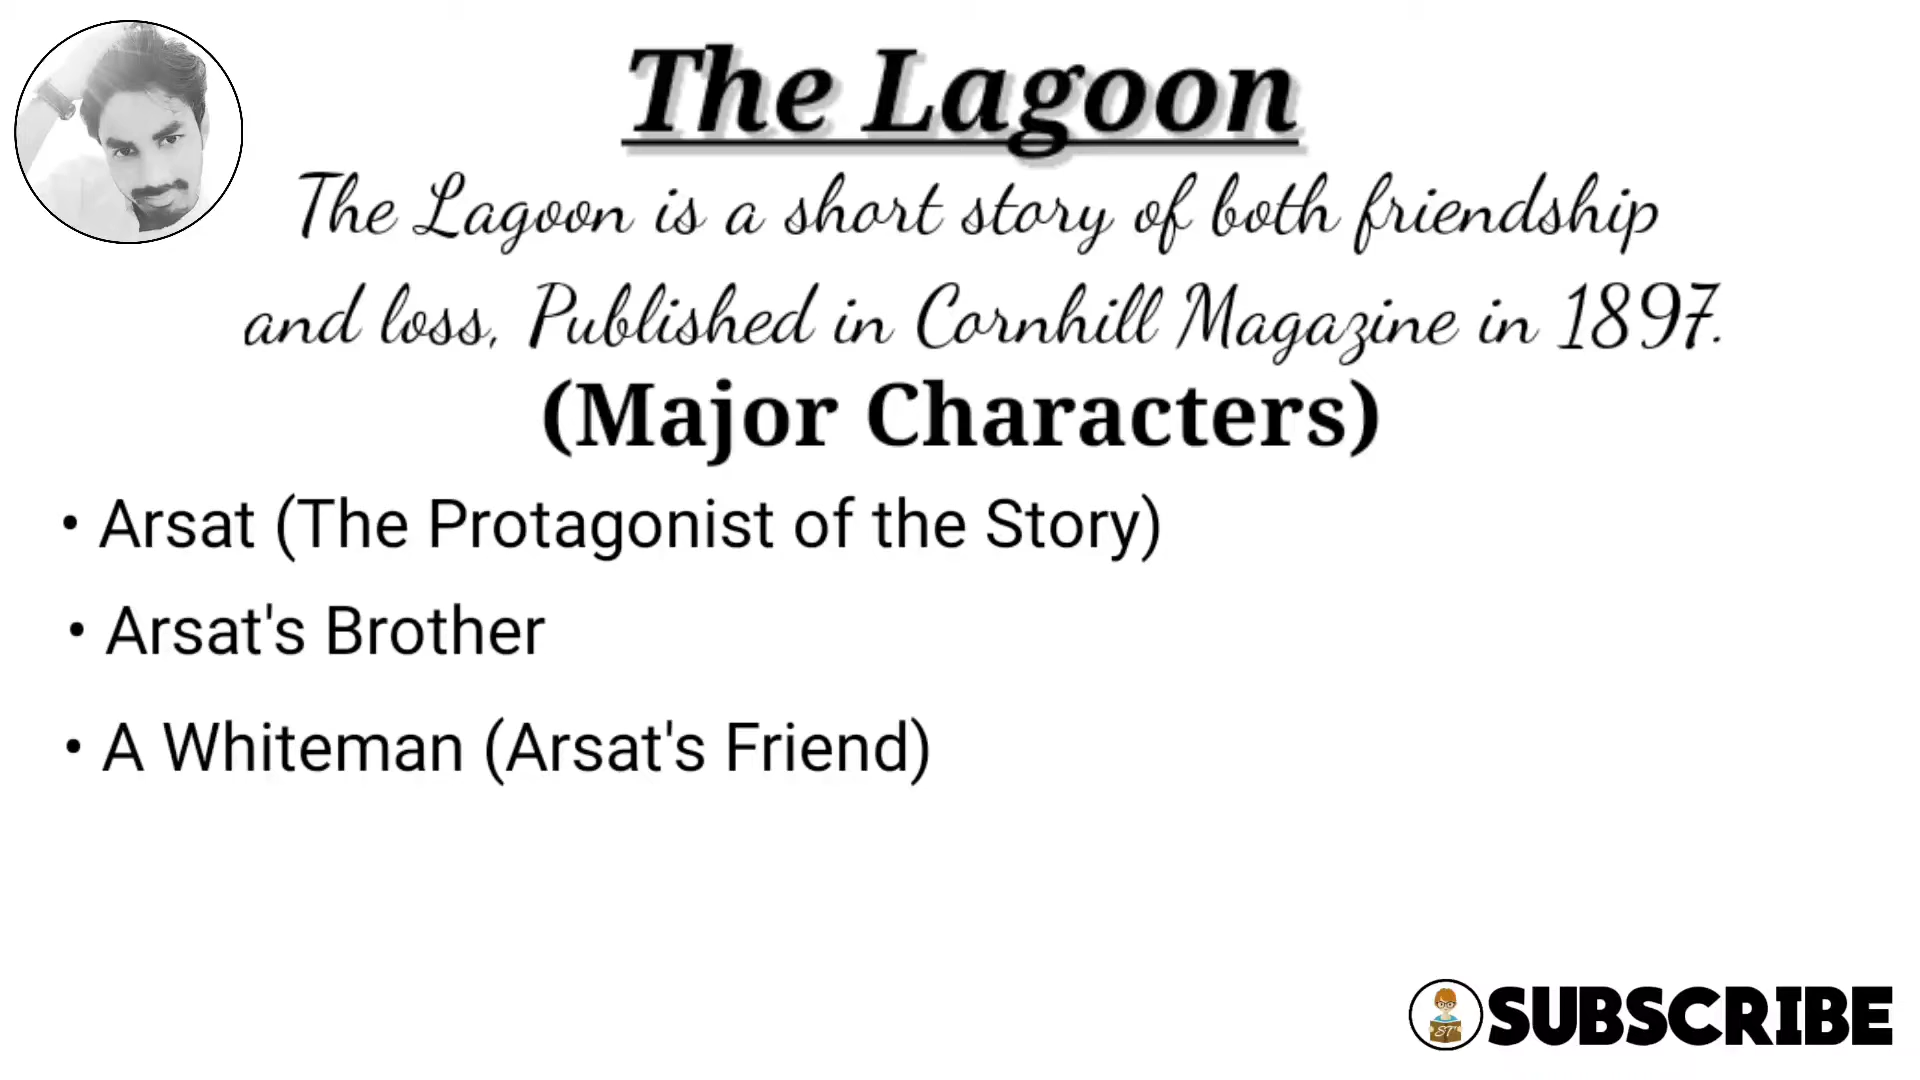 The Lagoon
The Lagoon is a short story of both friendship
and loss, Published in Cornhill Magazine in 1897.
(Major Characters)
• Arsat (The Protagonist of the Story)
• Arsat's Brother
• A Whiteman (Arsat's Friend)
ST
SUBSCRIBE